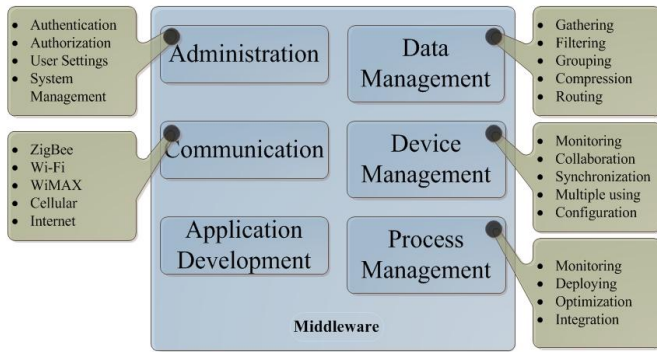 Authentication
Authorization
User Settings
System
Management
ZigBee
Wi-Fi
WiMAX
Cellular
Internet
Administration
Communication
Application
Development
Data
Management
Device
Management
Process
Management
Middleware
Gathering
Filtering
Grouping
Compression
Routing
Monitoring
Collaboration
Synchronization
Multiple using
Configuration
Monitoring
Deploying
Optimization
Integration